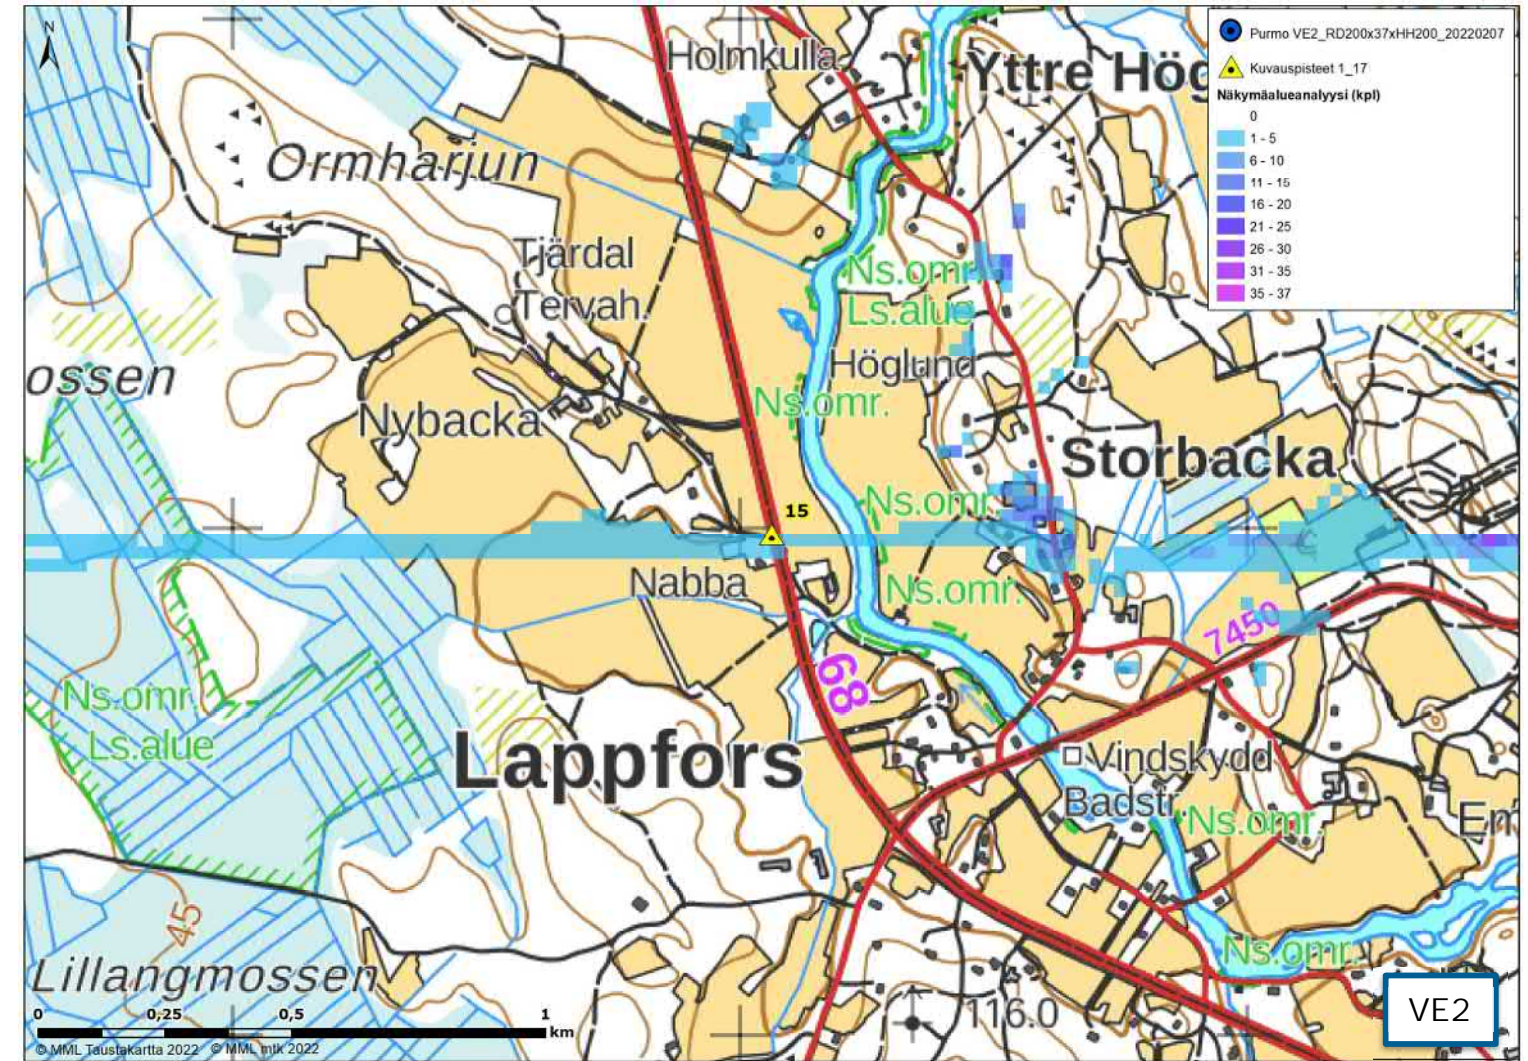 N
Holmkulla
Yttre Hög
Purmo VE2_RD200x37xHH200_20220207
Kuvauspisteet 1_17
Näkymäalueanalyysi (kpl)
0
1 - 5
6 - 10
11 - 15
16 - 20
21 - 25
26 - 30
31 - 35
35 - 37
Ormharjun
Tjärdal
Tervah.
Ns.omr.
Ls.alue
Höglund
ossen
Nybacka
Ns.omr.
Storbacka
Ns.omr.
15
Nabba
Ns.omr.
7450
68
Ns.omr.
Ls.alue
Lappfors
Vindskydd
Badstr.
Ns.omr.
Em
45
Ns.omr.
Lillangmossen
116.0
VE2
0 0,25 0,5 1
km
© MML Taustakartta 2022 © MML mtk 2022